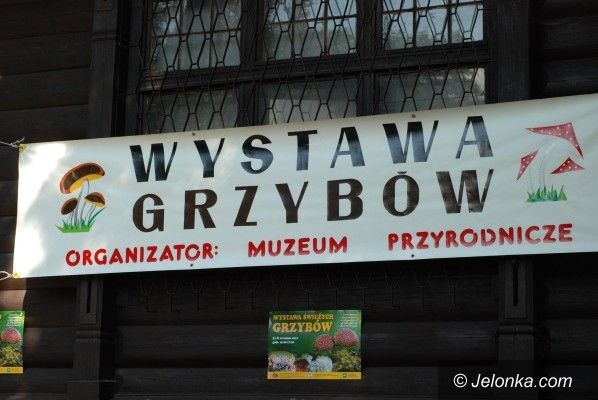 WYSTAWA
GRZYBÓW
ORGANIZATOR: MUZEUM PRZYRODNICZE
WYSTAWA ŚWIEŻYCH
GRZYBÓW
© Jelonka.com